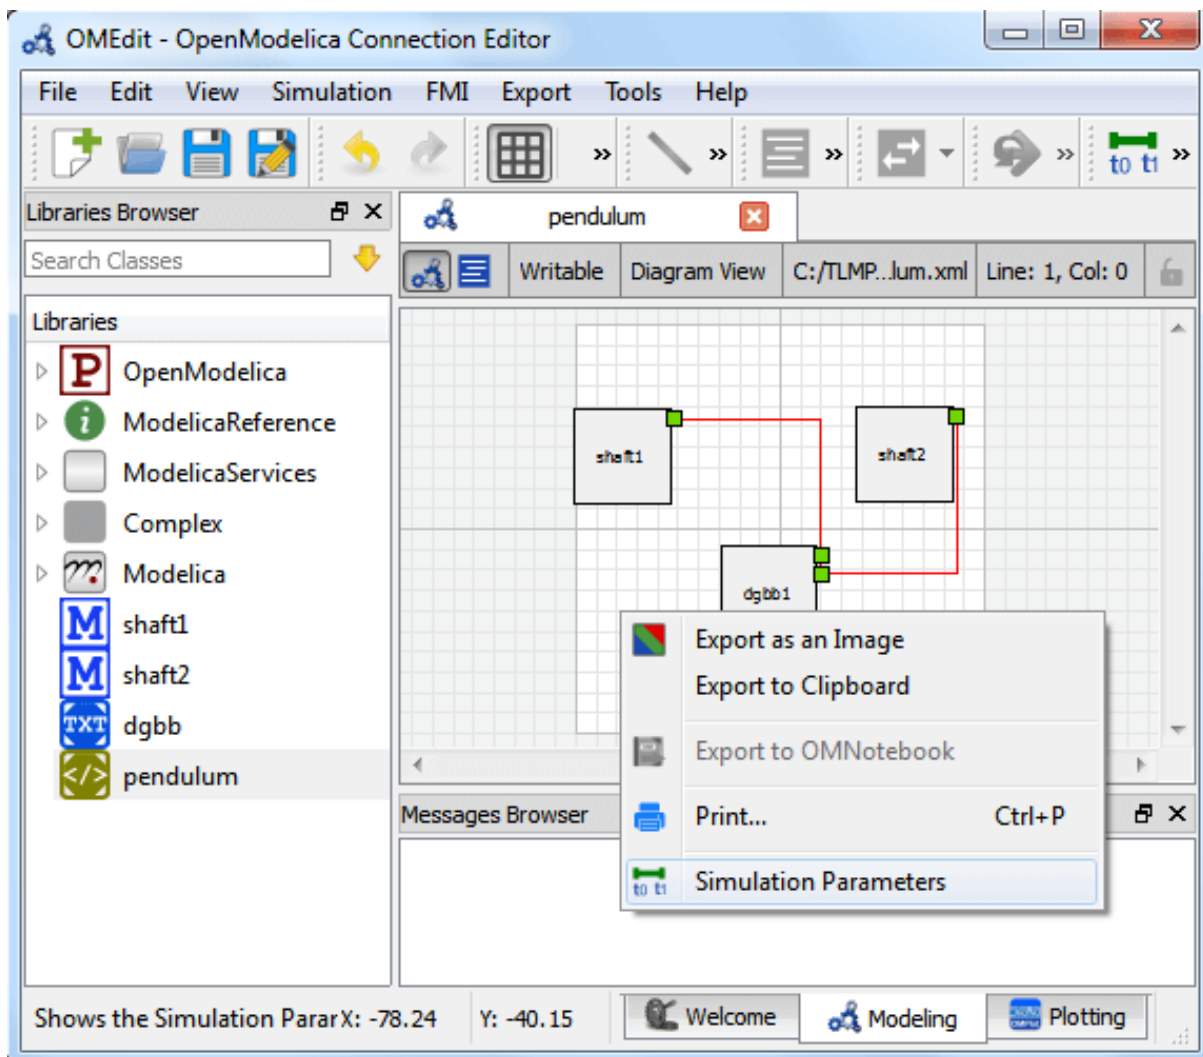 OMEdit - OpenModelica Connection Editor
File Edit View Simulation FMI Export Tools Help
t0 t1
Libraries Browser
pendulum
Search Classes
Writable Diagram View C:/TLMP...lum.xml Line: 1, Col: 0
Libraries
P OpenModelica
i ModelicaReference
ModelicaServices
Complex
m Modelica
M shaft1
M shaft2
TXT dgbb
</> pendulum
shaft1
shaft2
dgbb1
Export as an Image
Export to Clipboard
Export to OMNotebook
Print... Ctrl+P
t0 t1 Simulation Parameters
Messages Browser
Shows the Simulation Parar X: -78.24 Y: -40.15 Welcome Modeling Plotting